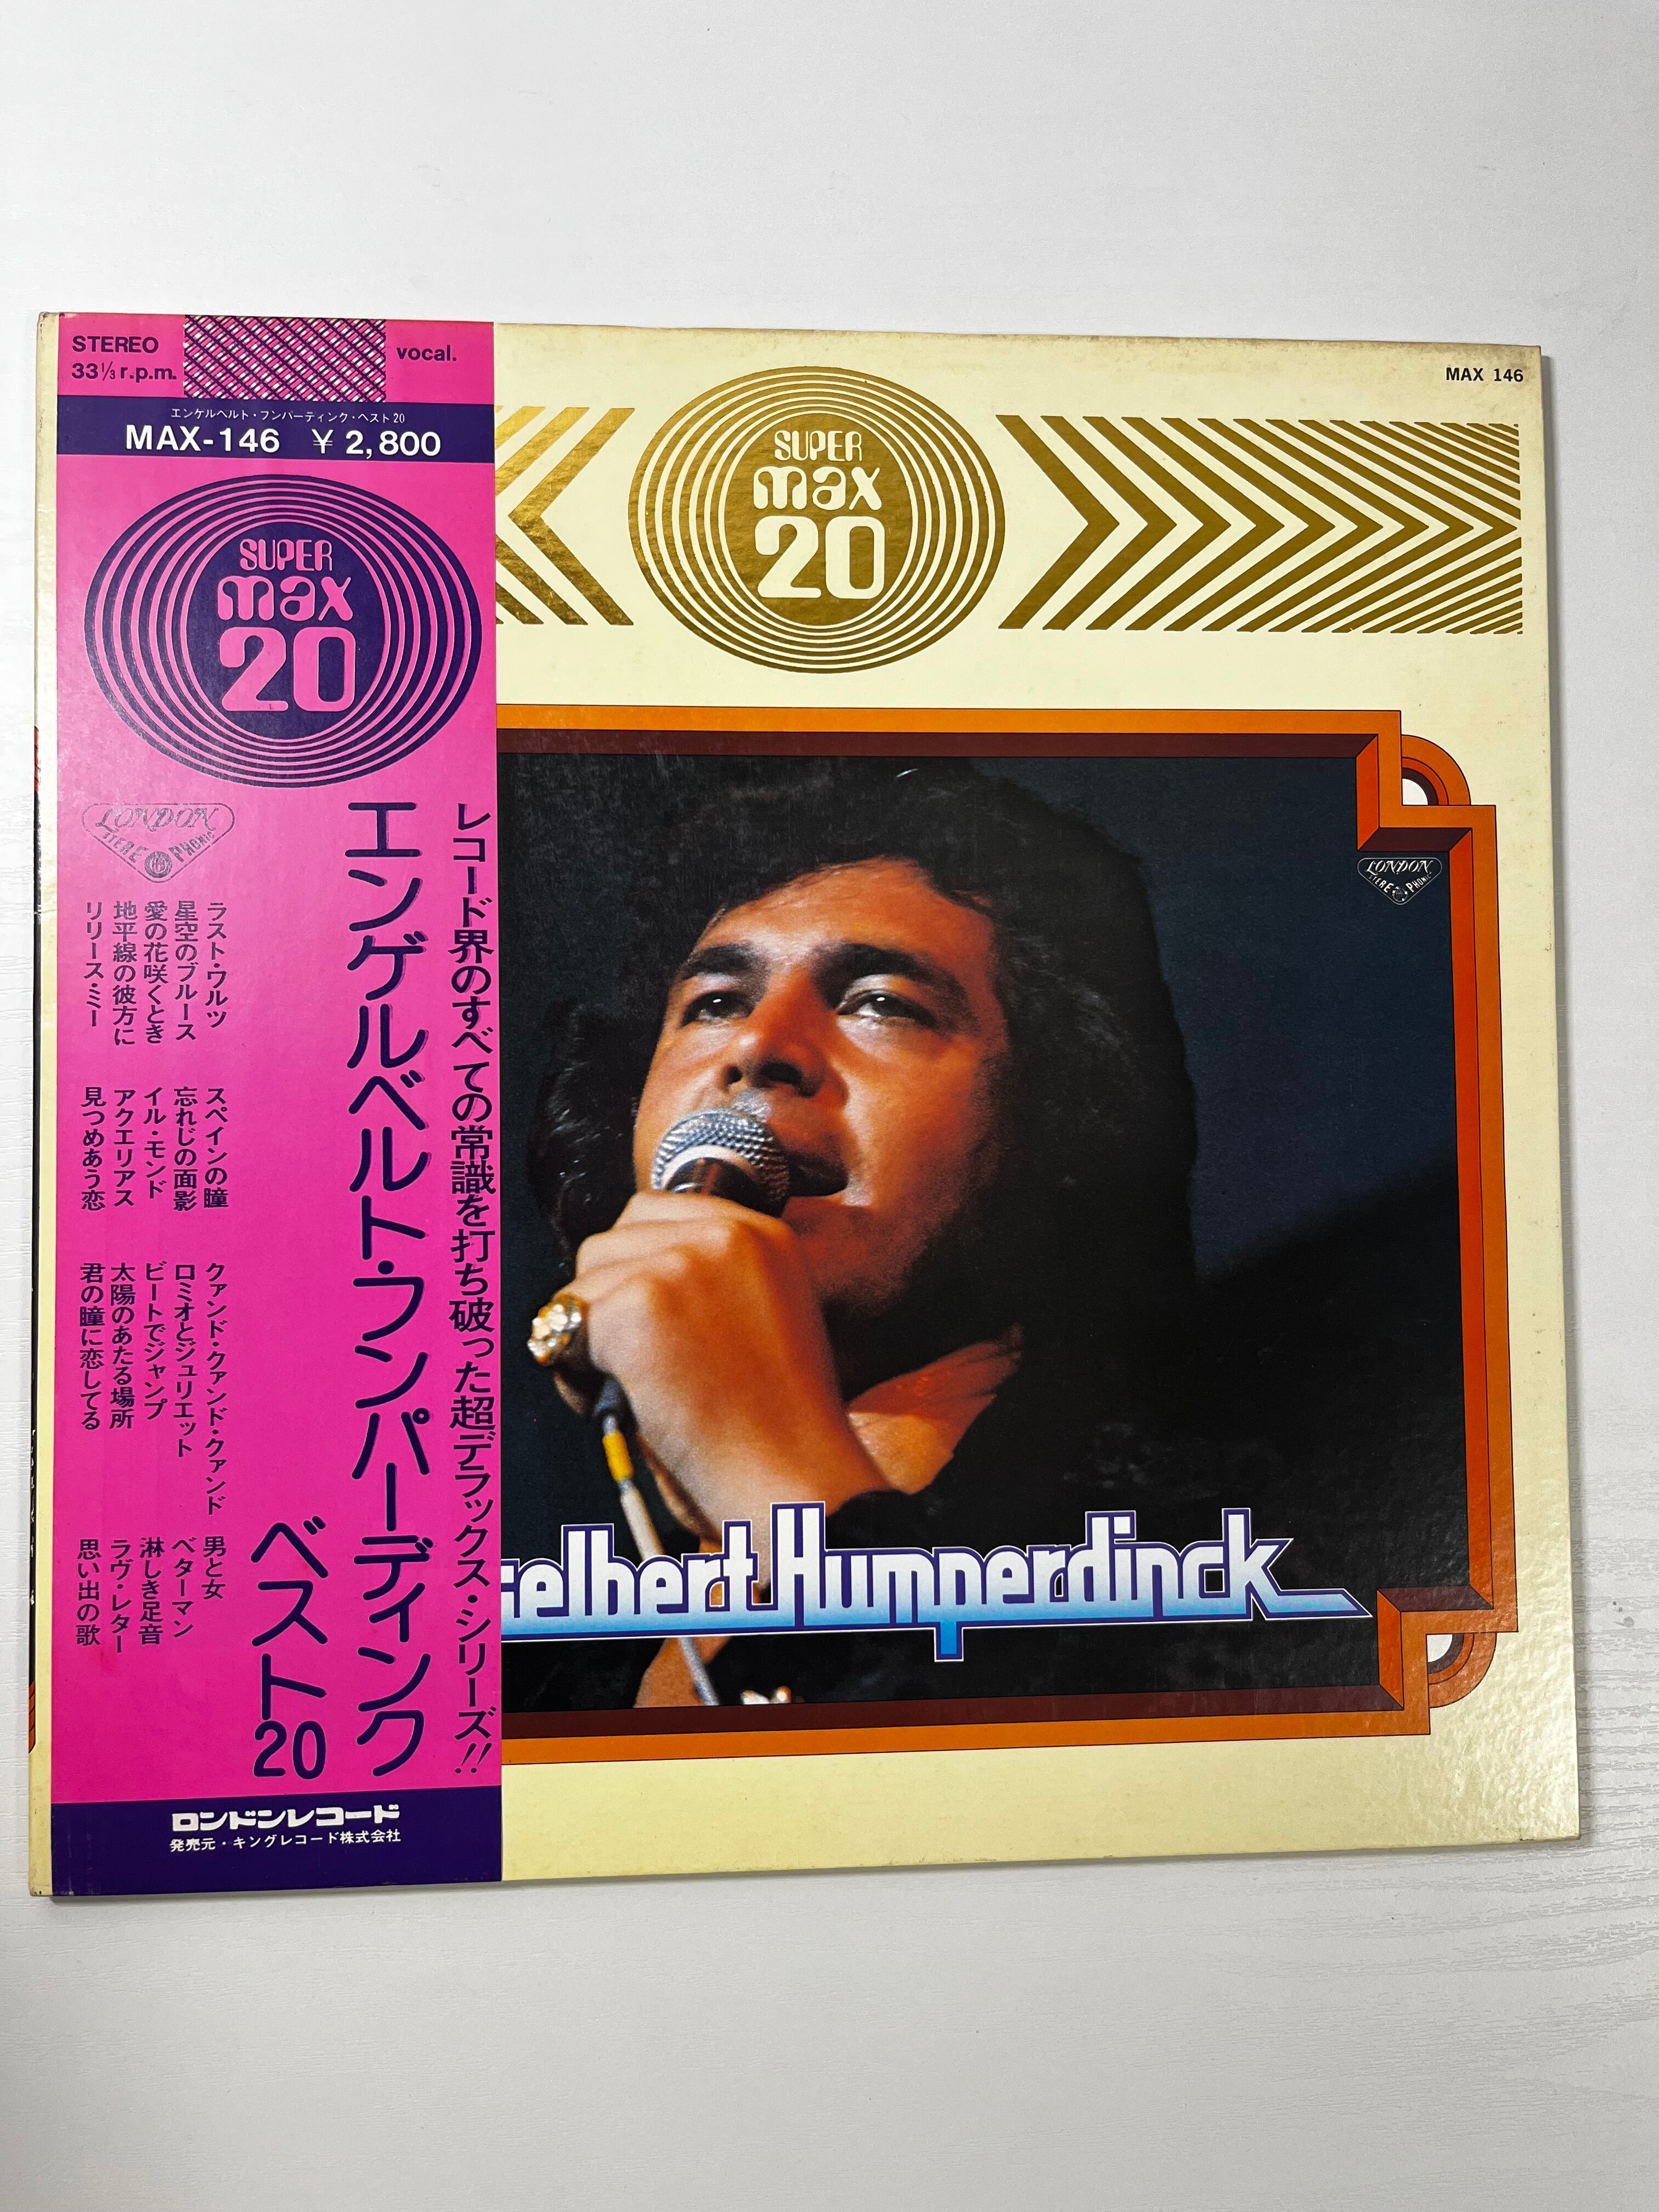 STEREO
33⅓ r.p.m.
vocal.
エンゲルベルト・フンパーディンク・ベスト20
MAX-146 ¥2,800
SUPER
max
20
レコード界のすべての常識を打ち破った超デラックス・シリーズ!!
エンゲルベルト・フンパーディンク
ベスト20
LONDON
STEREO PHONIC
ラスト・ワルツ
星空のブルース
愛の花咲くとき
地平線の彼方に
リリース・ミー
スペインの瞳
忘れじの面影
イル・モンド
アクエリアス
見つめあう恋
クァンド・クァンド・クァンド
ロミオとジュリエット
ビートでジャンプ
太陽のあたる場所
君の瞳に恋してる
男と女
ベターマン
淋しき足音
ラヴ・レター
思い出の歌
ロンドンレコード
発売元・キングレコード株式会社
MAX 146
SUPER
max
20
LONDON
STEREO PHONIC
gelbert Humperdinck